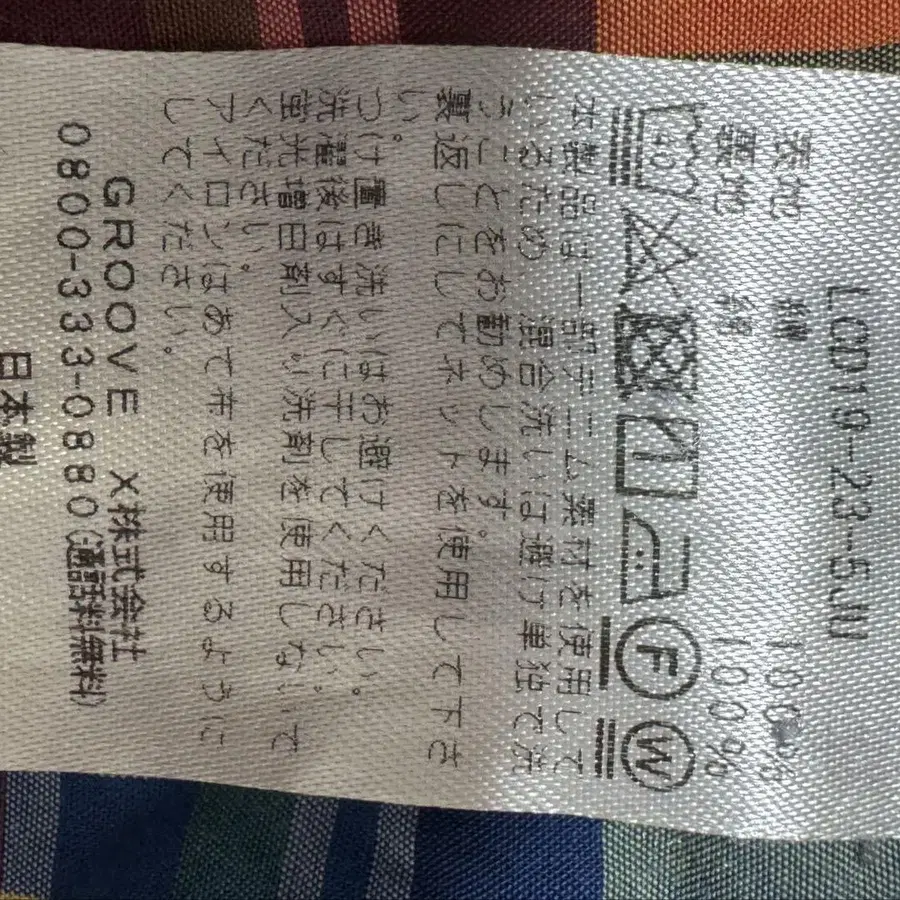 LCD19-23-5JU
表地 綿 100%
裏地 綿 100%
40
F
W
本製品は一部デニム素材を使用して
いるため 混合洗いは避け単独で洗
うことをお勧めします。
裏返しにしてネットを使用して下さ
い。
つけ置き洗いはお避けください。
洗濯後はすぐに干してください。
蛍光増白剤入り洗剤を使用しないで
ください。
アイロンはあて布を使用するように
してください。
GROOVE X株式会社
0800-333-0880(通話料無料)
日本製